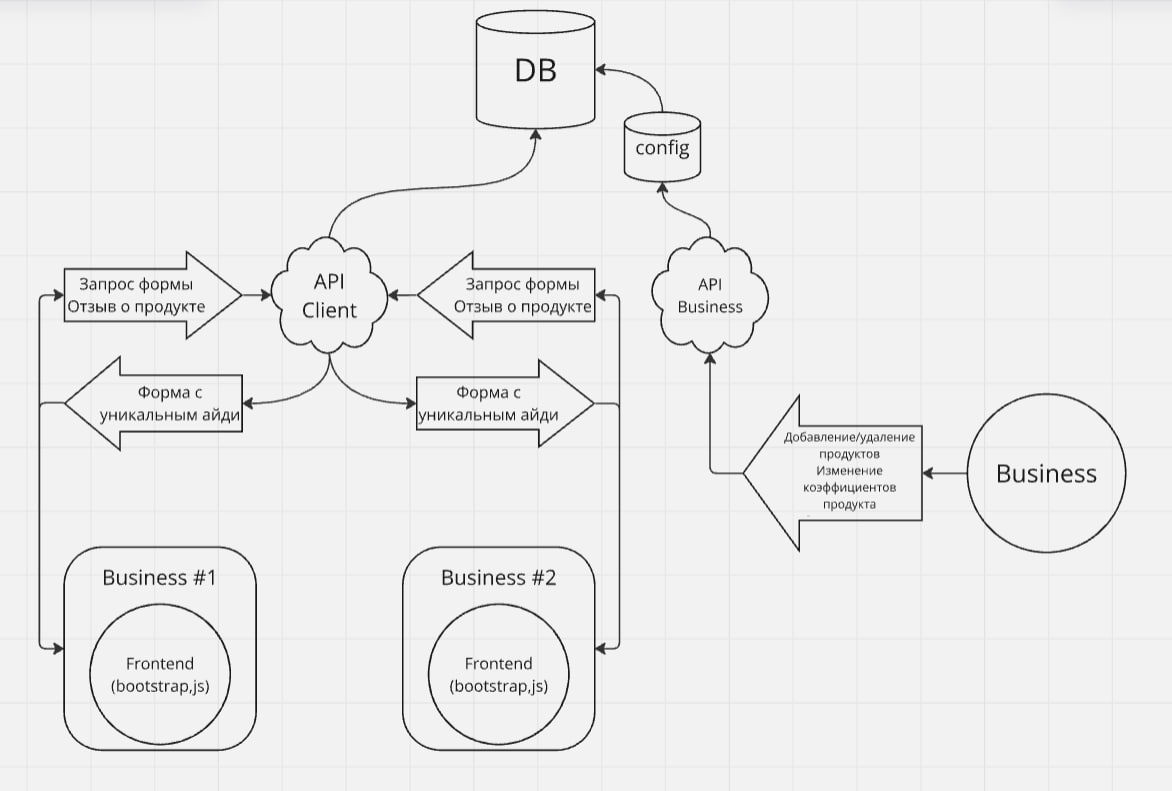 DB
config
API
Client
API
Business
Запрос формы
Отзыв о продукте
Запрос формы
Отзыв о продукте
Форма с
уникальным айди
Форма с
уникальным айди
Добавление/удаление
продуктов
Изменение
коэффициентов
продукта
Business
Business #1
Frontend
(bootstrap,js)
Business #2
Frontend
(bootstrap,js)